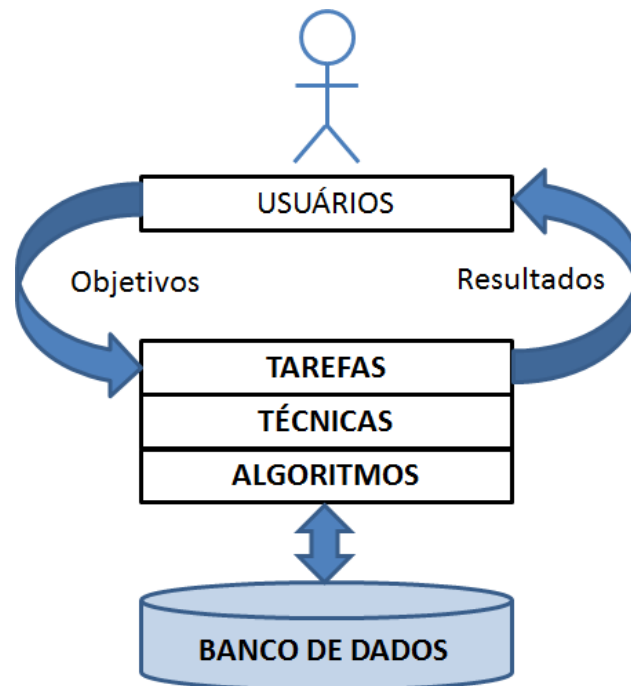 USUÁRIOS
Objetivos
Resultados
TAREFAS
TÉCNICAS
ALGORITMOS
BANCO DE DADOS